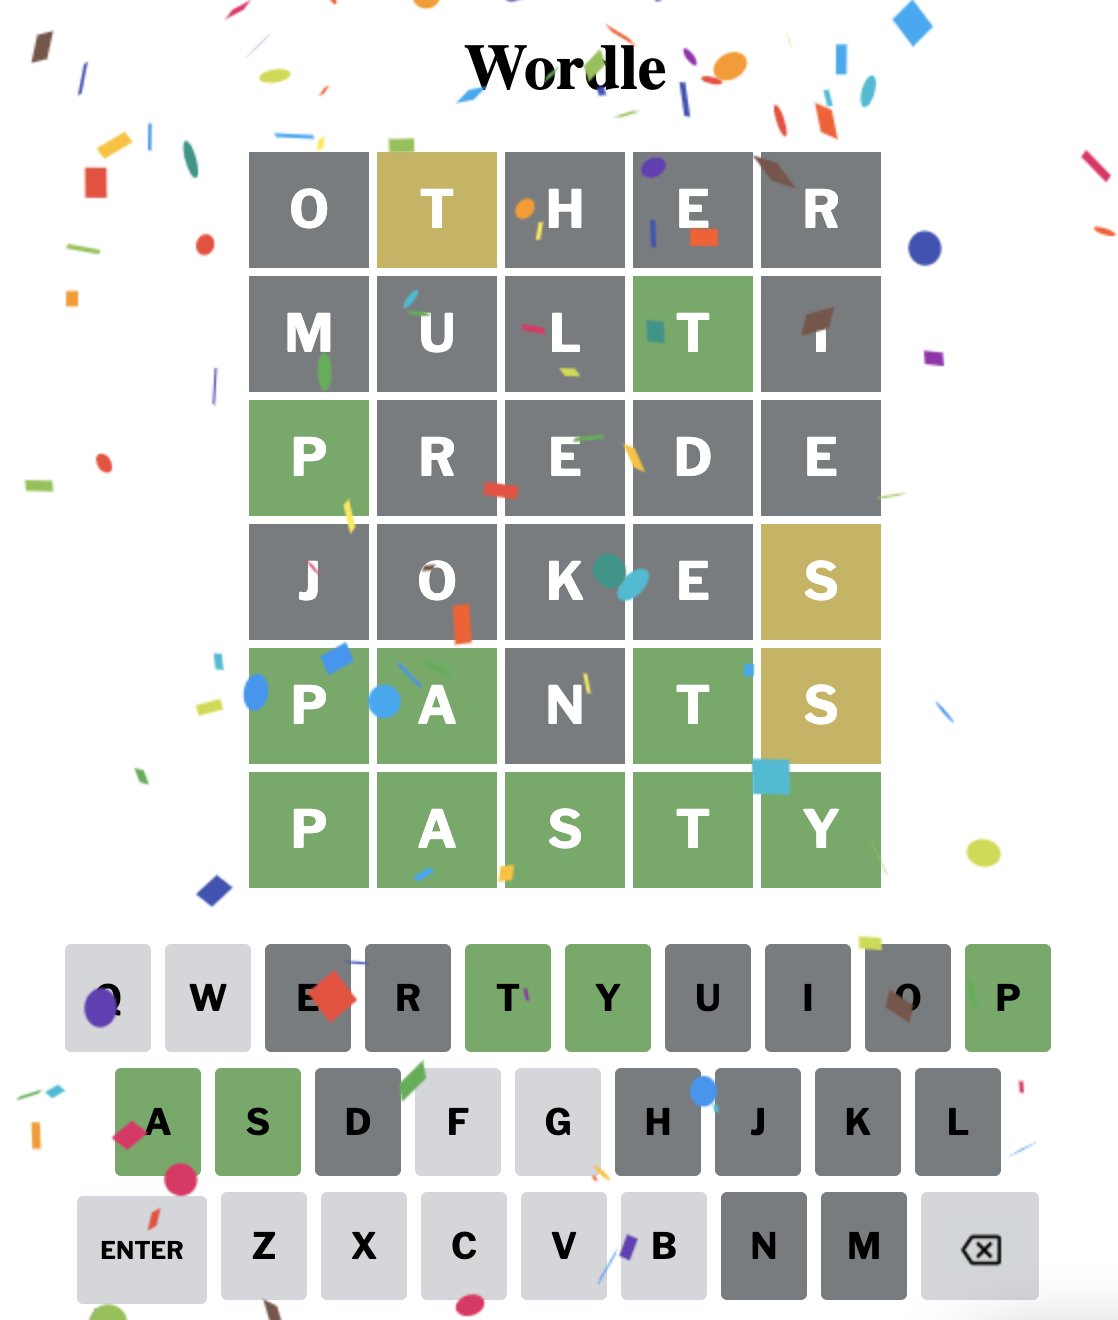 Wordle
O T H E R
M U L T I
P R E D E
J O K E S
P A N T S
P A S T Y
Q W E R T Y U I O P
A S D F G H J K L
ENTER Z X C V B N M